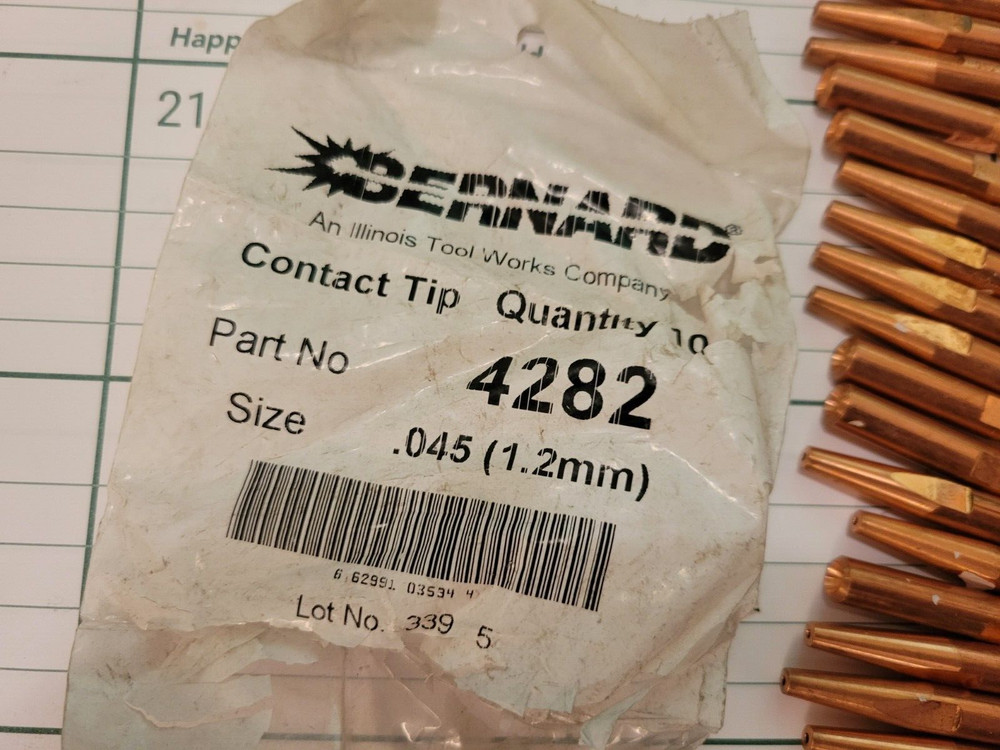 Happ
21
BERNARD®
An Illinois Tool Works Company
Contact Tip Quantity 10
Part No 4282
Size .045 (1.2mm)
6 62991 03534 4
Lot No. 339 5